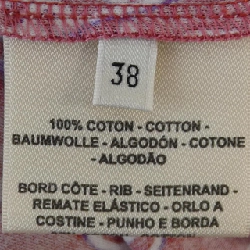 38
100% COTON - COTTON -
BAUMWOLLE - ALGODÓN - COTONE
- ALGODÃO
BORD CÔTE - RIB - SEITENRAND -
REMATE ELÁSTICO - ORLO A
COSTINE - PUNHO E BORDA